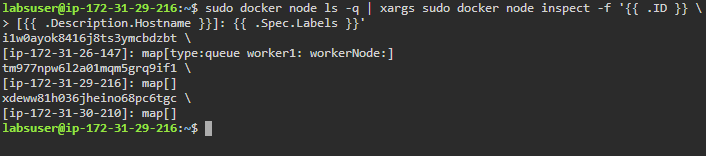 labsuser@ip-172-31-29-216:~$ sudo docker node ls -q | xargs sudo docker node inspect -f '{{ .ID }} \
> [{{ .Description.Hostname }}]: {{ .Spec.Labels }}'
i1w0ayok8416j8ts3ymcbdzbt \
[ip-172-31-26-147]: map[type:queue worker1: workerNode:]
tm977npw6l2a01mqm5grq9if1 \
[ip-172-31-29-216]: map[]
xdeww81h036jheino68pc6tgc \
[ip-172-31-30-210]: map[]
labsuser@ip-172-31-29-216:~$